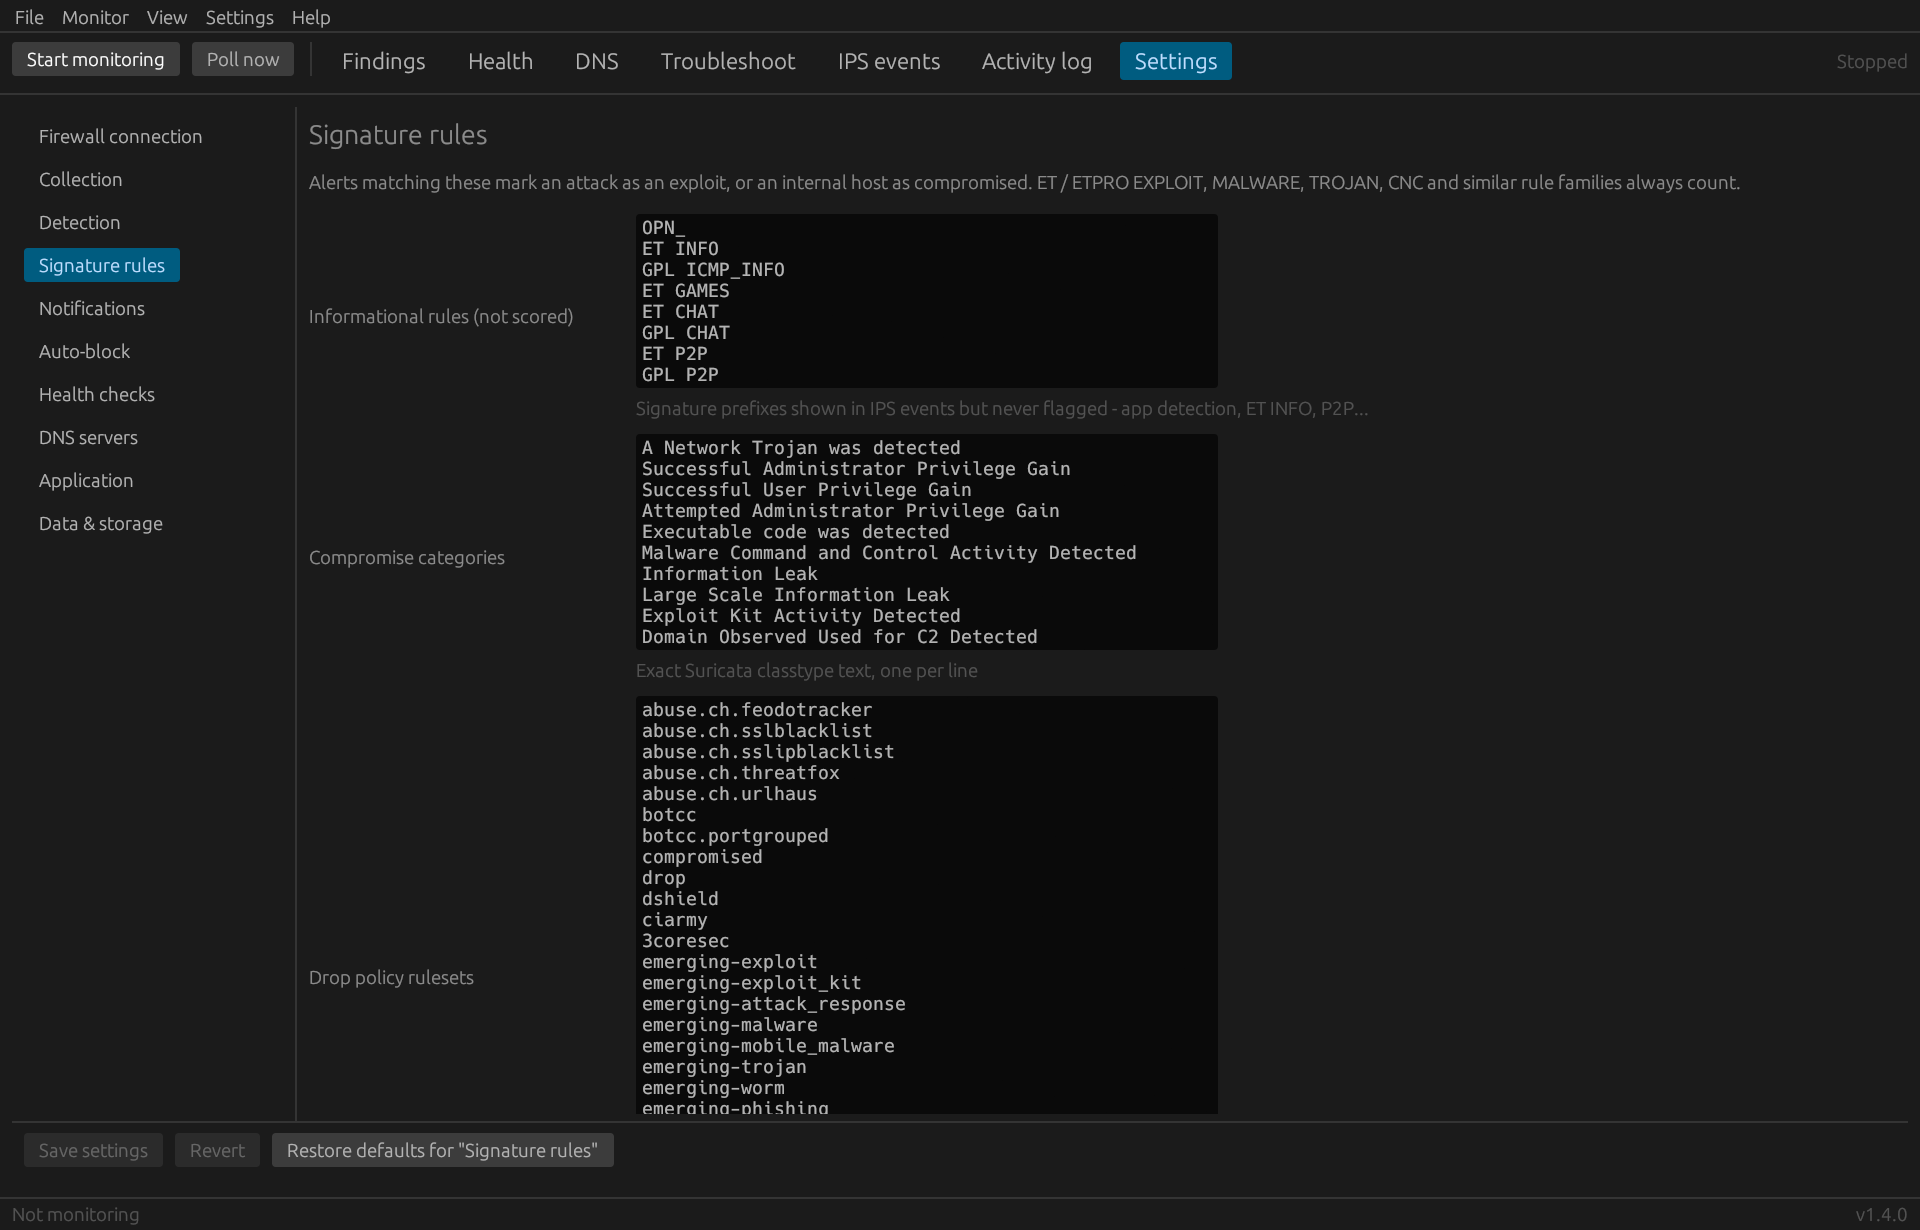 File Monitor View Settings Help
Start monitoring Poll now Findings Health DNS Troubleshoot IPS events Activity log Settings Stopped
Firewall connection
Collection
Detection
Signature rules
Notifications
Auto-block
Health checks
DNS servers
Application
Data & storage
Signature rules
Alerts matching these mark an attack as an exploit, or an internal host as compromised. ET / ETPRO EXPLOIT, MALWARE, TROJAN, CNC and similar rule families always count.
Informational rules (not scored)
OPN_
ET INFO
GPL ICMP_INFO
ET GAMES
ET CHAT
GPL CHAT
ET P2P
GPL P2P
Signature prefixes shown in IPS events but never flagged - app detection, ET INFO, P2P...
Compromise categories
A Network Trojan was detected
Successful Administrator Privilege Gain
Successful User Privilege Gain
Attempted Administrator Privilege Gain
Executable code was detected
Malware Command and Control Activity Detected
Information Leak
Large Scale Information Leak
Exploit Kit Activity Detected
Domain Observed Used for C2 Detected
Exact Suricata classtype text, one per line
Drop policy rulesets
abuse.ch.feodotracker
abuse.ch.sslblacklist
abuse.ch.sslipblacklist
abuse.ch.threatfox
abuse.ch.urlhaus
botcc
botcc.portgrouped
compromised
drop
dshield
ciarmy
3coresec
emerging-exploit
emerging-exploit_kit
emerging-attack_response
emerging-malware
emerging-mobile_malware
emerging-trojan
emerging-worm
emerging-phishing
Save settings Revert Restore defaults for "Signature rules"
Not monitoring v1.4.0